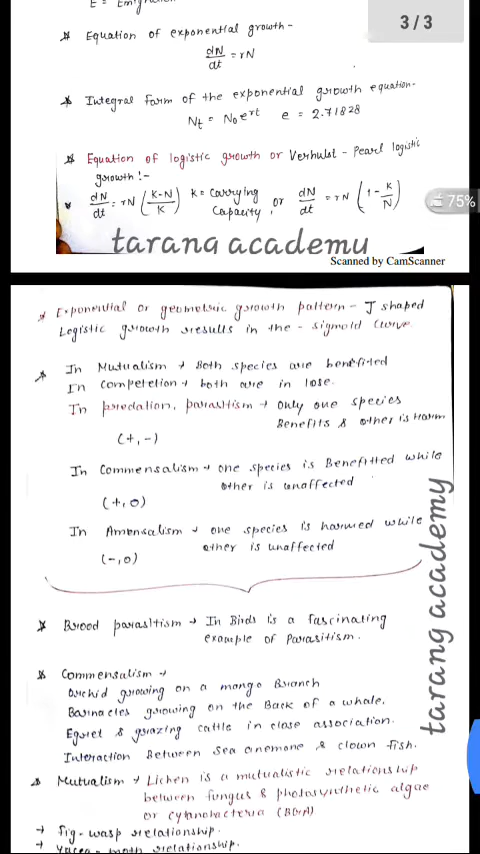 E = Emigration
3/3
* Equation of exponential growth -
dN/dt = rN
* Integral form of the exponential growth equation -
Nt = N0e^rt e = 2.71828
* Equation of logistic growth or Verhulst - Pearl logistic
growth :-
dN/dt = rN (K-N/K) K = Carrying Capacity, or dN/dt = rN (1 - K/N)
75%
tarang academy
Scanned by CamScanner
* Exponential or geometric growth pattern - J shaped
Logistic growth results in the - sigmoid curve
* In Mutualism → Both species are benefited
In Competetion → both are in lose.
In predation, parasitism → Only one species
Benefits & other is Harm
(+, -)
In Commensalism → one species is Benefitted while
other is unaffected
(+, 0)
In Amensalism → one species is harmed while
other is unaffected
(-, 0)
tarang academy
* Brood parasitism → In Birds is a fascinating
example of Parasitism.
* Commensalism →
Orchid growing on a mango Branch
Barnacles growing on the Back of a whale.
Egret & grazing cattle in close association.
Interaction Between Sea anemone & clown fish.
* Mutualism → Lichen is a mutualistic relationship
between fungus & photosynthetic algae
or cyanobacteria (BGA)
→ Fig - wasp relationship.
→ Yucca - moth relationship.